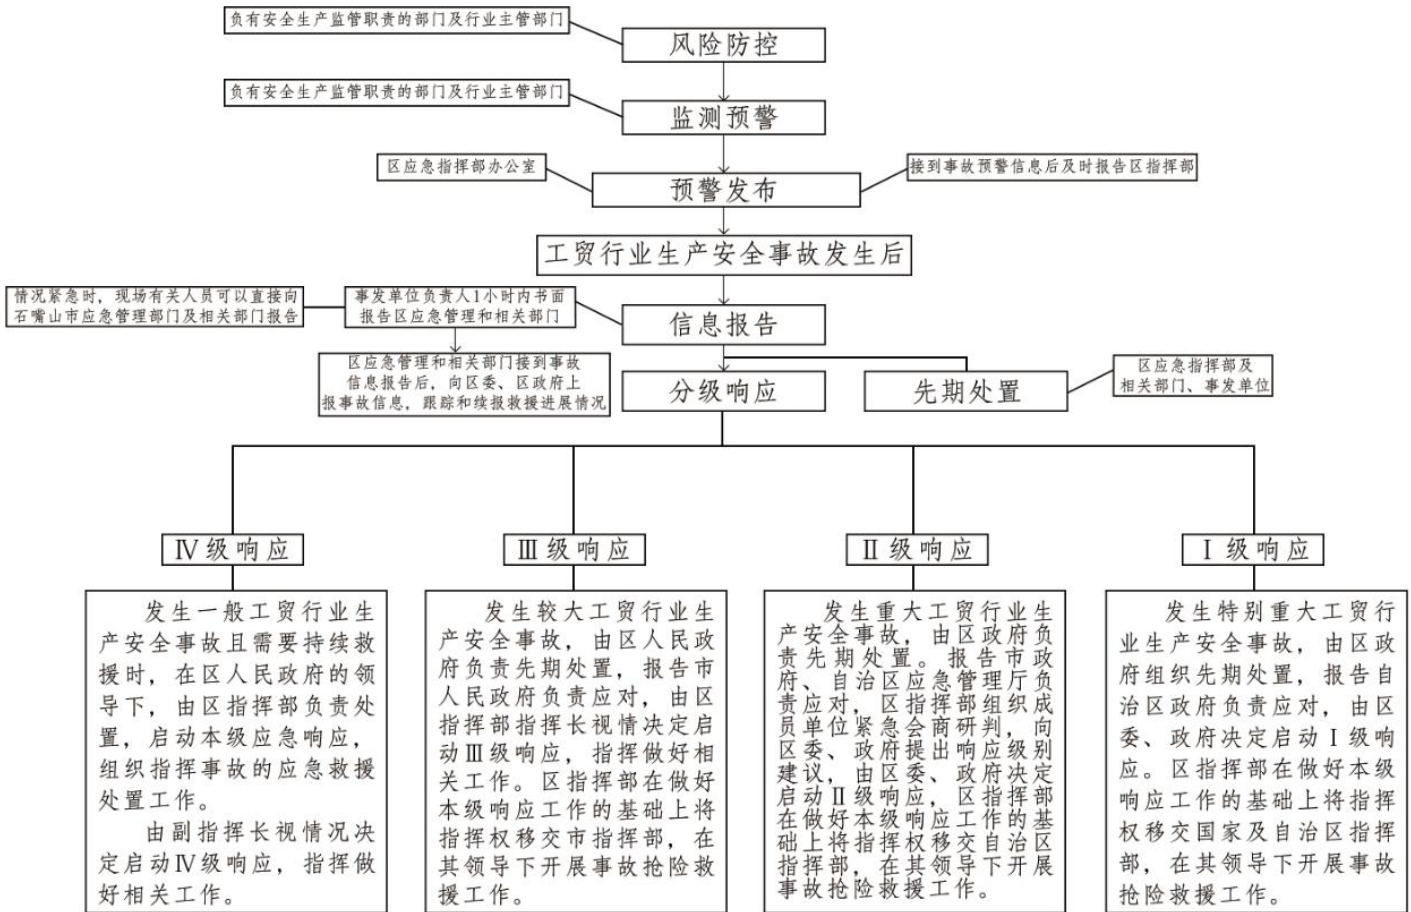 负有安全生产监管职责的部门及行业主管部门
风险防控
负有安全生产监管职责的部门及行业主管部门
监测预警
区应急指挥部办公室
接到事故预警信息后及时报告区指挥部
预警发布
工贸行业生产安全事故发生后
情况紧急时，现场有关人员可以直接向
石嘴山市应急管理部门及相关部门报告
事发单位负责人1小时内书面
报告区应急管理和相关部门
信息报告
区应急管理和相关部门接到事故
信息报告后，向区委、区政府上
报事故信息，跟踪和续报救援进展情况
分级响应
先期处置
区应急指挥部及
相关部门、事发单位
Ⅳ级响应
Ⅲ级响应
Ⅱ级响应
Ⅰ级响应
发生一般工贸行业生
产安全事故且需要持续救
援时，在区人民政府的领
导下，由区指挥部负责处
置，启动本级应急响应，
组织指挥事故的应急救援
处置工作。
由副指挥长视情况决
定启动Ⅳ级响应，指挥做
好相关工作。
发生较大工贸行业生
产安全事故，由区人民政
府负责先期处置，报告市
人民政府负责应对，由区
指挥部指挥长视情决定启
动Ⅲ级响应，指挥做好相
关工作。区指挥部在做好
本级响应工作的基础上将
指挥权移交市指挥部，在
其领导下开展事故抢险救
援工作。
发生重大工贸行业生
产安全事故，由区政府负
责先期处置。报告市政
府、自治区应急管理厅负
责应对，区指挥部组织成
员单位紧急会商研判，向
区委、政府提出响应级别
建议，由区委、政府决定
启动Ⅱ级响应，区指挥部
在做好本级响应工作的基
础上将指挥权移交自治区
指挥部，在其领导下开展
事故抢险救援工作。
发生特别重大工贸行
业生产安全事故，由区政
府组织先期处置，报告自
治区政府负责应对，由区
委、政府决定启动Ⅰ级响
应。区指挥部在做好本级
响应工作的基础上将指挥
权移交国家及自治区指挥
部，在其领导下开展事故
抢险救援工作。